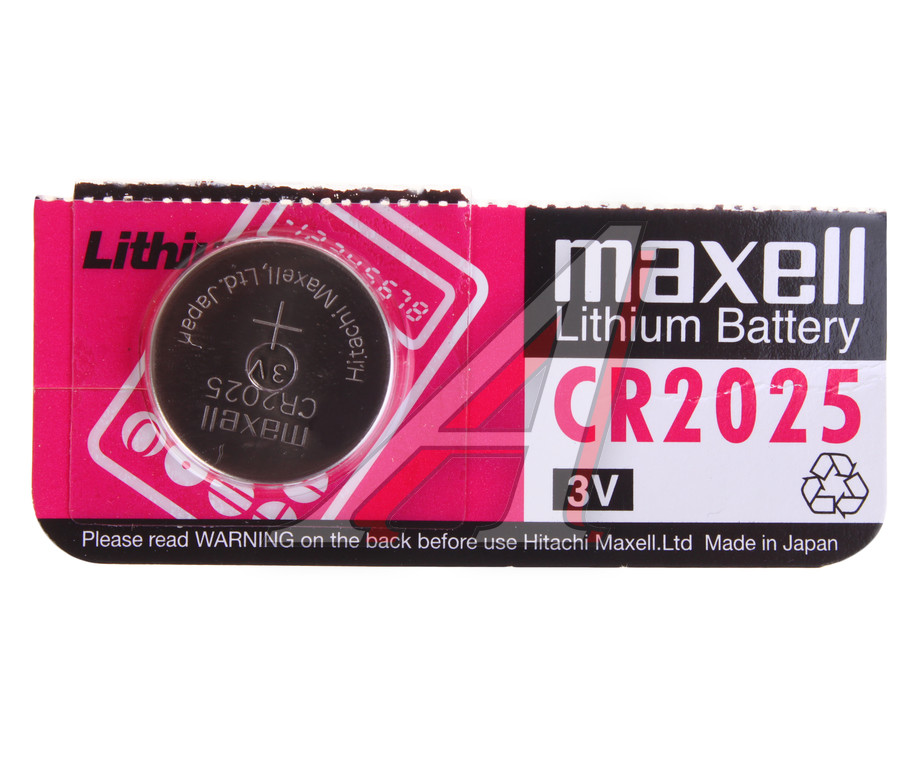 Lithiu
maxell
Lithium Battery
CR2025
3V
Hitachi Maxell,Ltd.Japan
+
3V
CR2025
maxell
Please read WARNING on the back before use Hitachi Maxell.Ltd Made in Japan